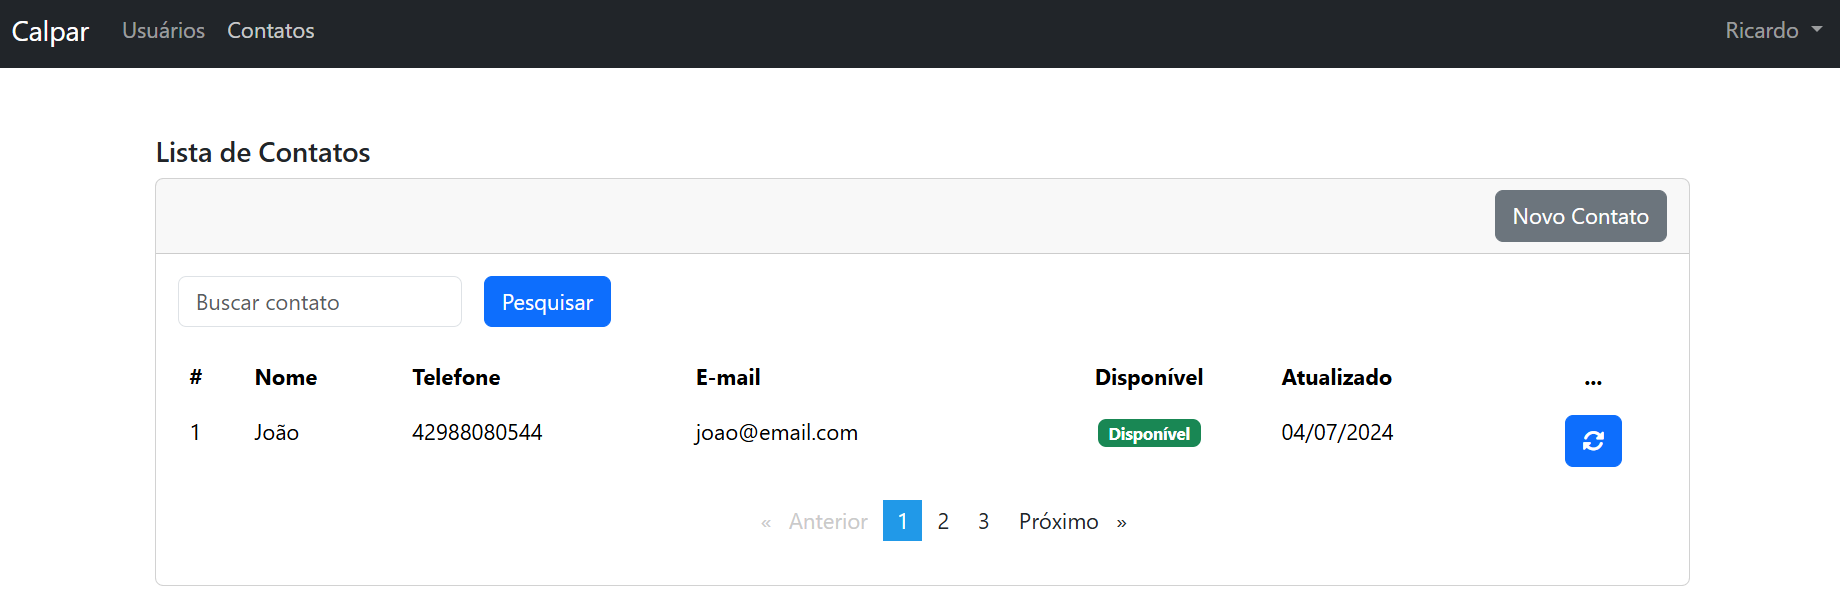 Calpar Usuários Contatos Ricardo
Lista de Contatos
Novo Contato
Buscar contato Pesquisar
# Nome Telefone E-mail Disponível Atualizado ...
1 João 42988080544 joao@email.com Disponível 04/07/2024
« Anterior 1 2 3 Próximo »